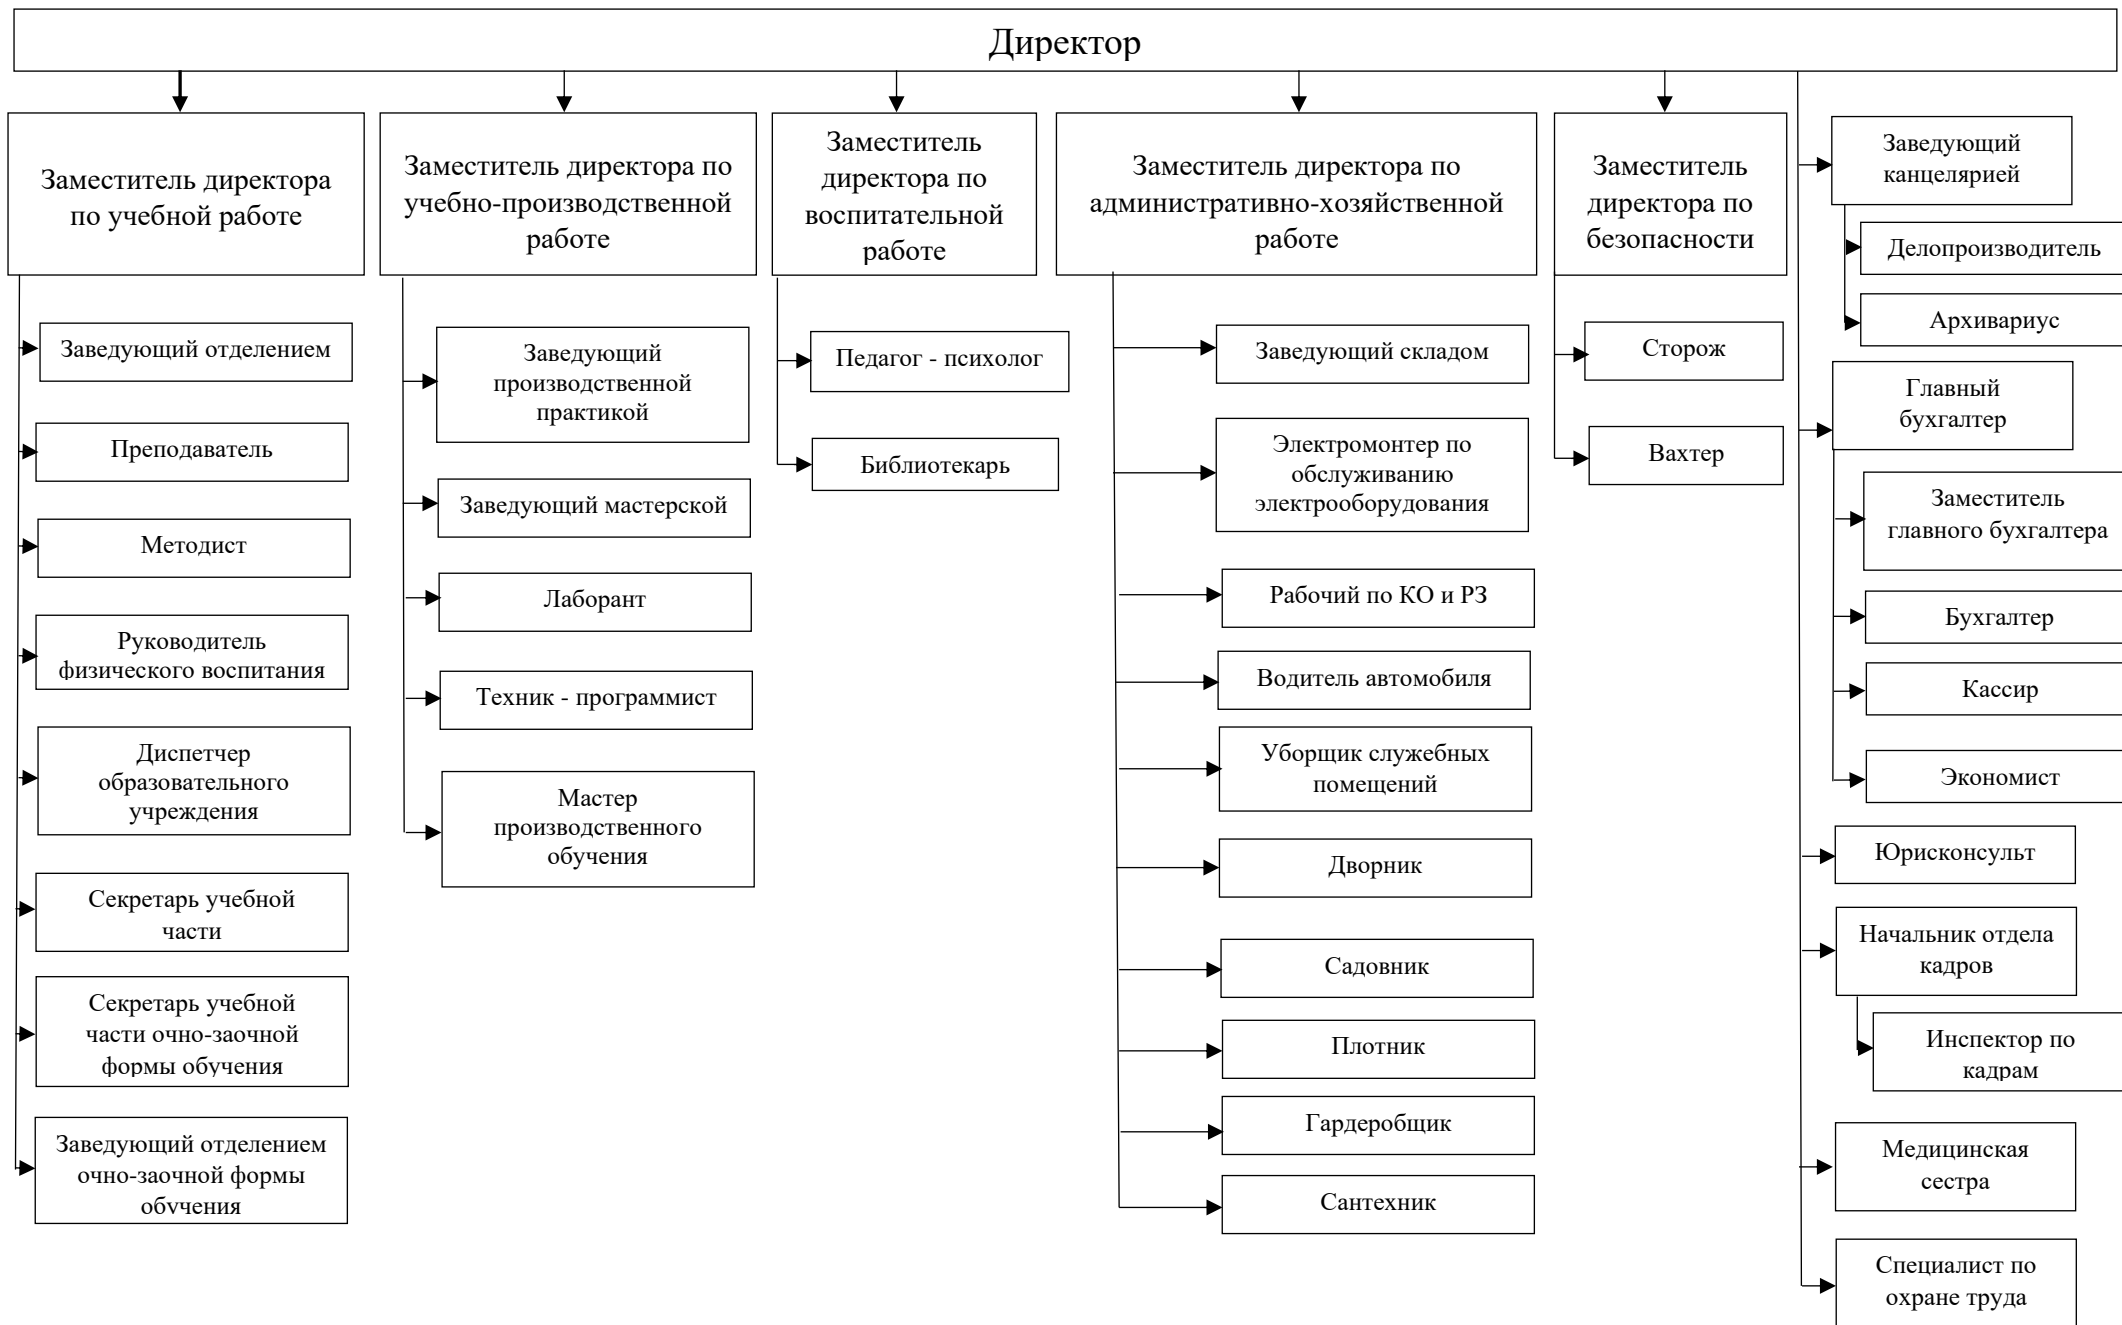 Директор
Заместитель директора
по учебной работе
Заведующий отделением
Преподаватель
Методист
Руководитель
физического воспитания
Диспетчер
образовательного
учреждения
Секретарь учебной
части
Секретарь учебной
части очно-заочной
формы обучения
Заведующий отделением
очно-заочной формы
обучения
Заместитель директора по
учебно-производственной
работе
Заведующий
производственной
практикой
Заведующий мастерской
Лаборант
Техник - программист
Мастер
производственного
обучения
Заместитель
директора по
воспитательной
работе
Педагог - психолог
Библиотекарь
Заместитель директора по
административно-хозяйственной
работе
Заведующий складом
Электромонтер по
обслуживанию
электрооборудования
Рабочий по КО и РЗ
Водитель автомобиля
Уборщик служебных
помещений
Дворник
Садовник
Плотник
Гардеробщик
Сантехник
Заместитель
директора по
безопасности
Сторож
Вахтер
Заведующий
канцелярией
Делопроизводитель
Архивариус
Главный
бухгалтер
Заместитель
главного бухгалтера
Бухгалтер
Кассир
Экономист
Юрисконсульт
Начальник отдела
кадров
Инспектор по
кадрам
Медицинская
сестра
Специалист по
охране труда